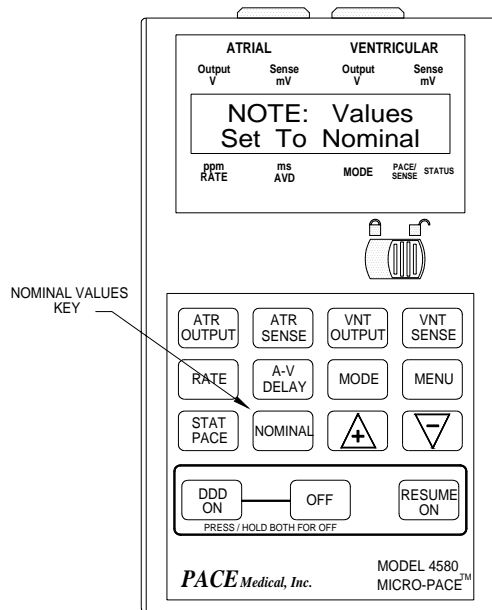 ATRIAL VENTRICULAR
Output Sense Output Sense
V mV V mV
NOTE: Values
Set To Nominal
ppm ms MODE PACE/ STATUS
RATE AVD SENSE
NOMINAL VALUES
KEY
ATR ATR VNT VNT
OUTPUT SENSE OUTPUT SENSE
RATE A-V MODE MENU
DELAY
STAT NOMINAL + -
PACE
DDD OFF RESUME
ON ON
PRESS / HOLD BOTH FOR OFF
PACE Medical, Inc. MODEL 4580
MICRO-PACE™